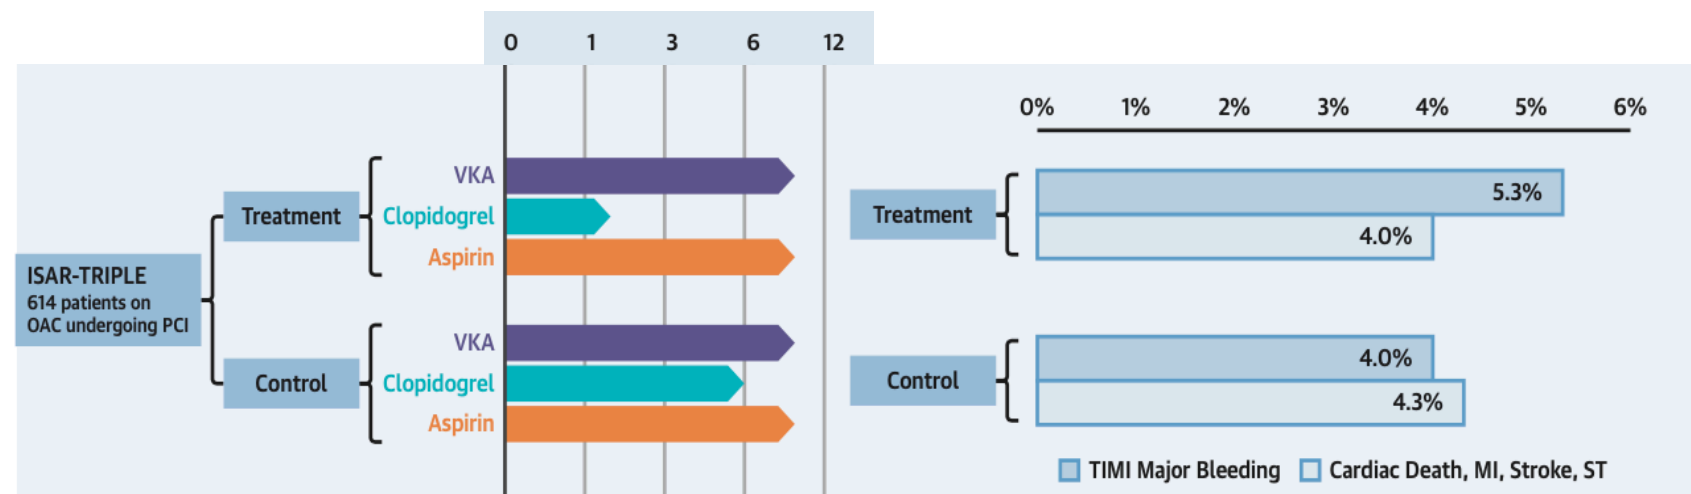 0 1 3 6 12
0% 1% 2% 3% 4% 5% 6%
ISAR-TRIPLE
614 patients on
OAC undergoing PCI
Treatment
VKA
Clopidogrel
Aspirin
Control
VKA
Clopidogrel
Aspirin
Treatment
5.3%
4.0%
Control
4.0%
4.3%
TIMI Major Bleeding Cardiac Death, MI, Stroke, ST